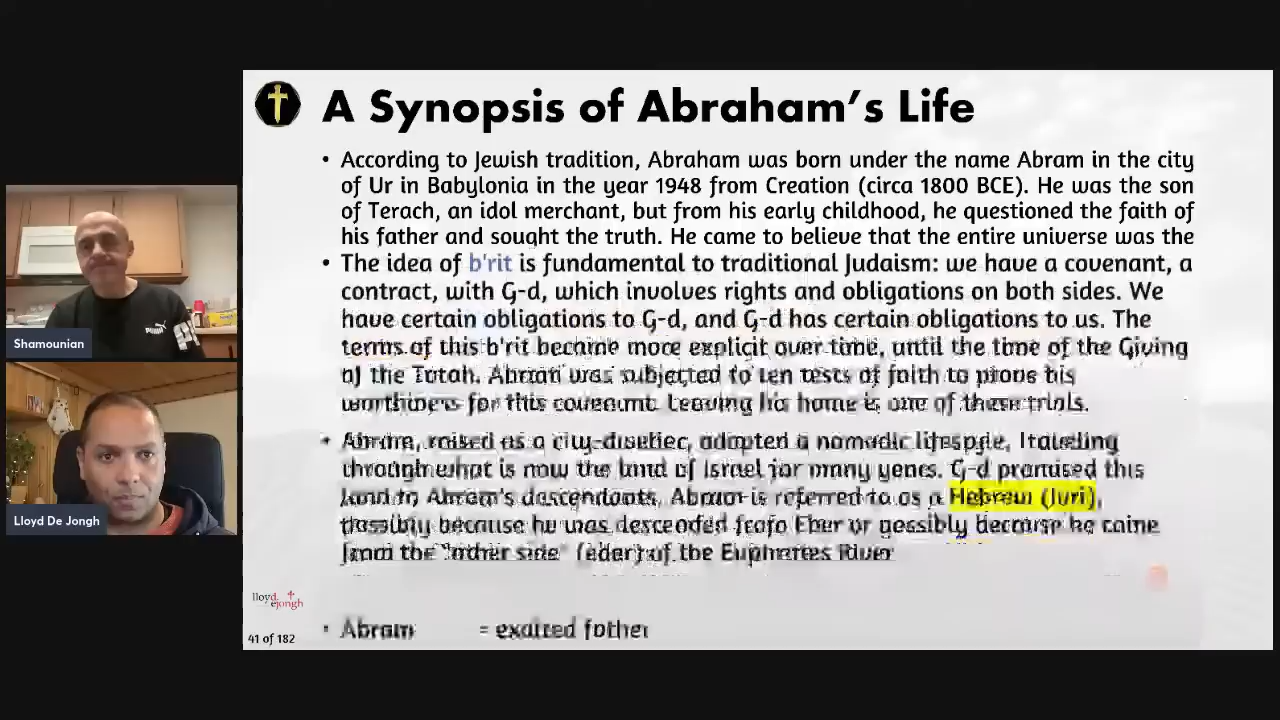 A Synopsis of Abraham's Life
• According to Jewish tradition, Abraham was born under the name Abram in the city
of Ur in Babylonia in the year 1948 from Creation (circa 1800 BCE). He was the son
of Terach, an idol merchant, but from his early childhood, he questioned the faith of
his father and sought the truth. He came to believe that the entire universe was the
• The idea of b'rit is fundamental to traditional Judaism: we have a covenant, a
contract, with G-d, which involves rights and obligations on both sides. We
have certain obligations to G-d, and G-d has certain obligations to us. The
terms of this b'rit became more explicit over time, until the time of the Giving
of the Torah. Abram was subjected to ten tests of faith to prove his
worthiness for this covenant. Leaving his home is one of these trials.
• Abram, raised as a city-dweller, adopted a nomadic lifestyle, traveling
through what is now the land of Israel for many years. G-d promised this
land to Abram's descendants. Abram is referred to as a Hebrew
possibly because he was descended from Eber or possibly because he came
from the "other side" of the Euphrates River
• Abram = exalted father
Shamounian
Lloyd De Jongh
lloyd
ejongh
41 of 182